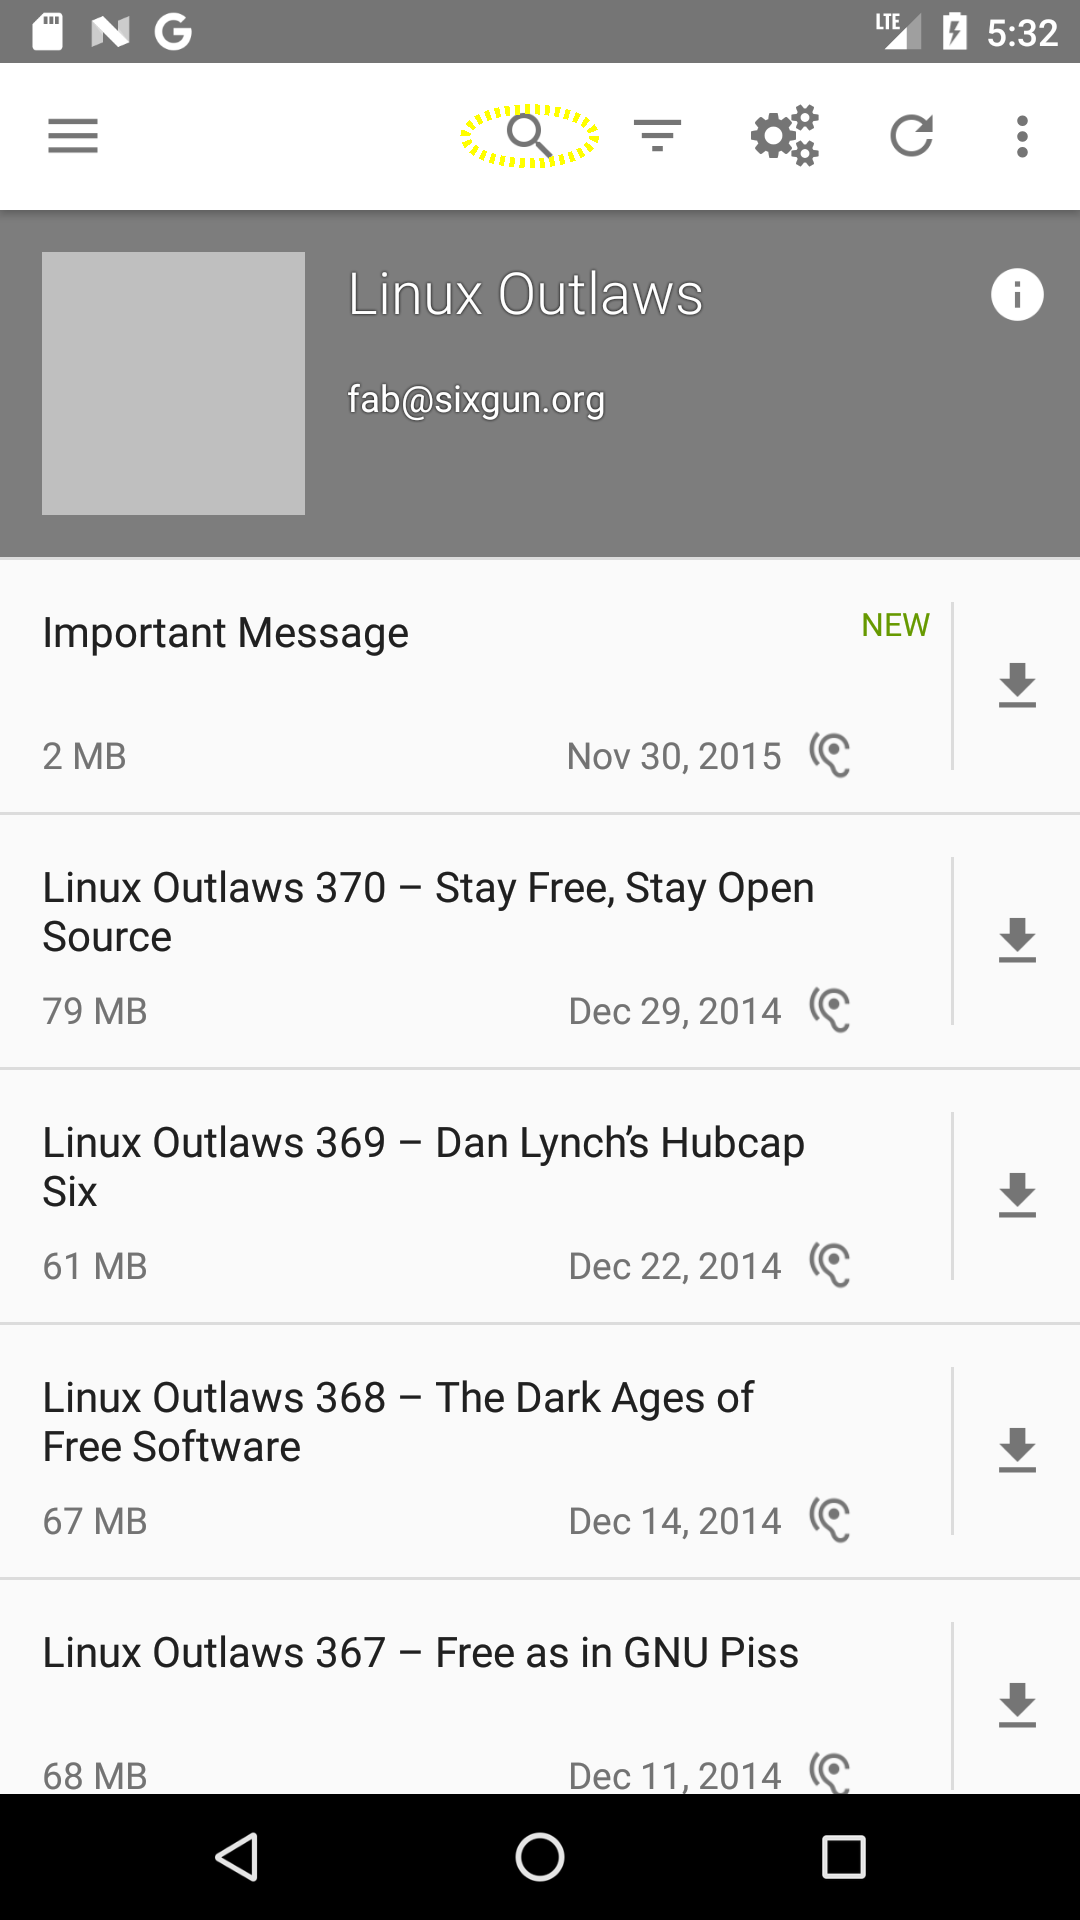 LTE 5:32
Linux Outlaws
fab@sixgun.org
Important Message NEW
2 MB Nov 30, 2015
Linux Outlaws 370 – Stay Free, Stay Open
Source
79 MB Dec 29, 2014
Linux Outlaws 369 – Dan Lynch’s Hubcap
Six
61 MB Dec 22, 2014
Linux Outlaws 368 – The Dark Ages of
Free Software
67 MB Dec 14, 2014
Linux Outlaws 367 – Free as in GNU Piss
68 MB Dec 11, 2014